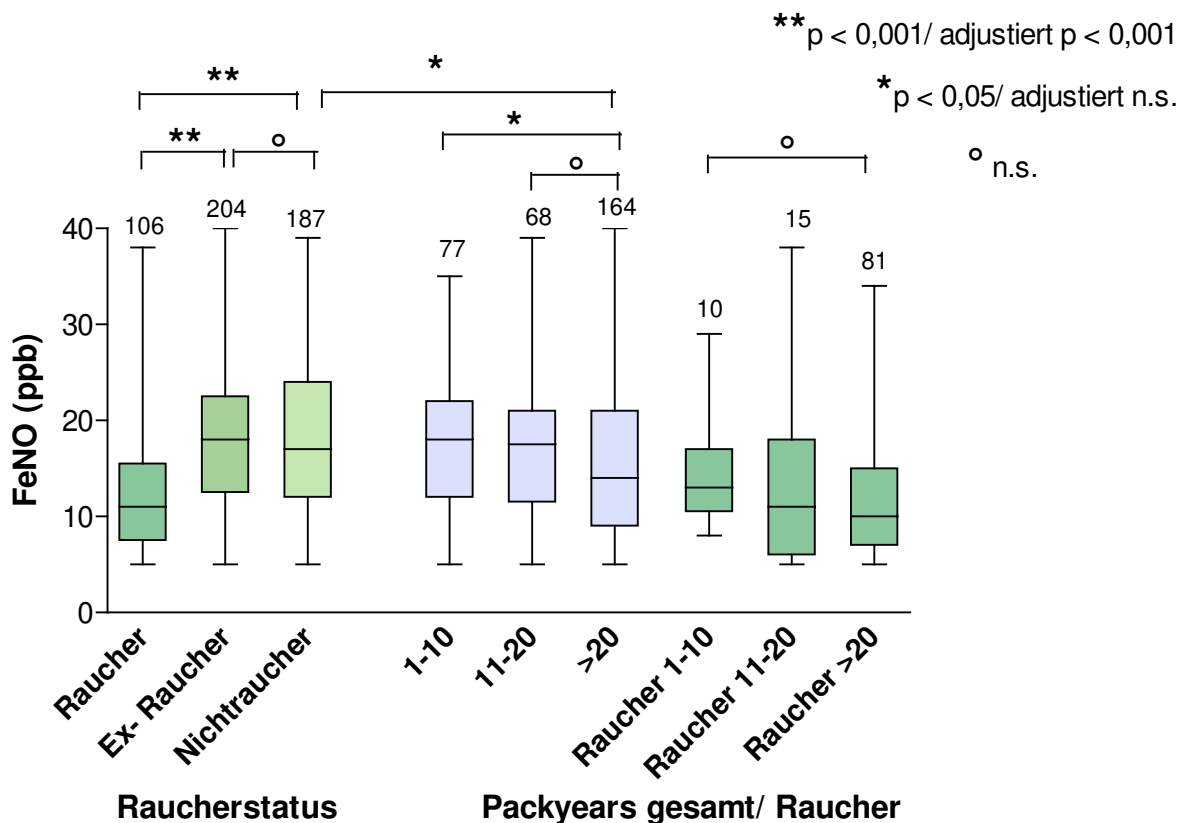 **p < 0,001/ adjustiert p < 0,001
*p < 0,05/ adjustiert n.s.
° n.s.
** * ** ° * ° °
106 204 187 77 68 164 10 15 81
FeNO (ppb)
40
30
20
10
0
Raucher
Ex- Raucher
Nichtraucher
1-10
11-20
>20
Raucher 1-10
Raucher 11-20
Raucher >20
Raucherstatus
Packyears gesamt/ Raucher